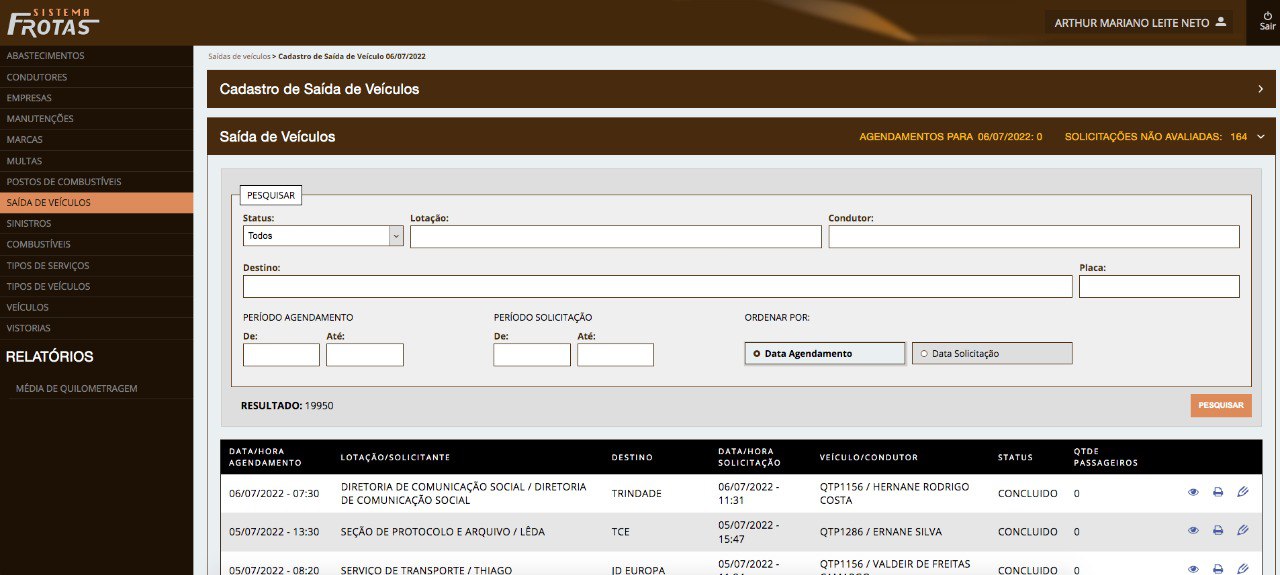 SISTEMA
FROTAS
ARTHUR MARIANO LEITE NETO
Sair
ABASTECIMENTOS
CONDUTORES
EMPRESAS
MANUTENÇÕES
MARCAS
MULTAS
POSTOS DE COMBUSTÍVEIS
SAÍDA DE VEÍCULOS
SINISTROS
COMBUSTÍVEIS
TIPOS DE SERVIÇOS
TIPOS DE VEÍCULOS
VEÍCULOS
VISTORIAS
RELATÓRIOS
MÉDIA DE QUILOMETRAGEM
Saídas de veículos > Cadastro de Saída de Veículo 06/07/2022
Cadastro de Saída de Veículos
Saída de Veículos AGENDAMENTOS PARA 06/07/2022: 0 SOLICITAÇÕES NÃO AVALIADAS: 164
PESQUISAR
Status: Lotação: Condutor:
Todos
Destino: Placa:
PERÍODO AGENDAMENTO PERÍODO SOLICITAÇÃO ORDENAR POR:
De: Até: De: Até:
Data Agendamento Data Solicitação
RESULTADO: 19950 PESQUISAR
DATA/HORA AGENDAMENTO LOTAÇÃO/SOLICITANTE DESTINO DATA/HORA SOLICITAÇÃO VEÍCULO/CONDUTOR STATUS QTDE PASSAGEIROS
06/07/2022 - 07:30 DIRETORIA DE COMUNICAÇÃO SOCIAL / DIRETORIA DE COMUNICAÇÃO SOCIAL TRINDADE 06/07/2022 - 11:31 QTP1156 / HERNANE RODRIGO COSTA CONCLUIDO 0
05/07/2022 - 13:30 SEÇÃO DE PROTOCOLO E ARQUIVO / LÊDA TCE 05/07/2022 - 15:47 QTP1286 / ERNANE SILVA CONCLUIDO 0
05/07/2022 - 08:20 SERVIÇO DE TRANSPORTE / THIAGO JD EUROPA 05/07/2022 - QTP1156 / VALDEIR DE FREITAS CONCLUIDO 0